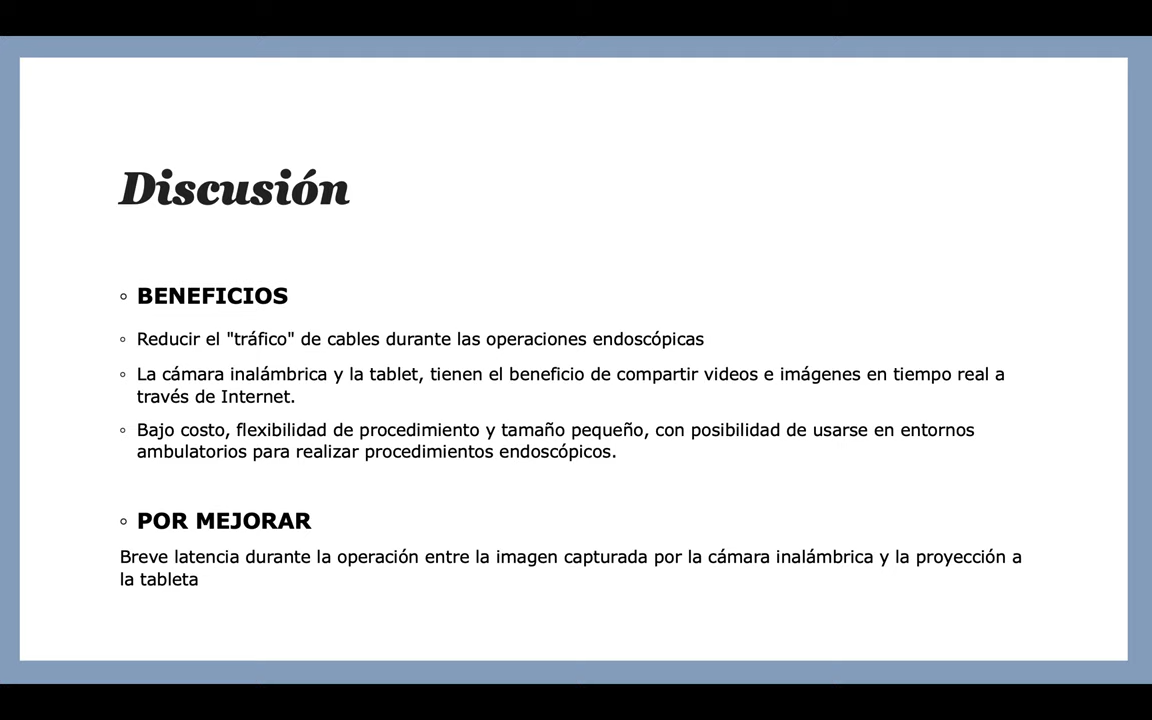 Discusión
◦ BENEFICIOS
◦ Reducir el "tráfico" de cables durante las operaciones endoscópicas
◦ La cámara inalámbrica y la tablet, tienen el beneficio de compartir videos e imágenes en tiempo real a
través de Internet.
◦ Bajo costo, flexibilidad de procedimiento y tamaño pequeño, con posibilidad de usarse en entornos
ambulatorios para realizar procedimientos endoscópicos.
◦ POR MEJORAR
Breve latencia durante la operación entre la imagen capturada por la cámara inalámbrica y la proyección a
la tableta